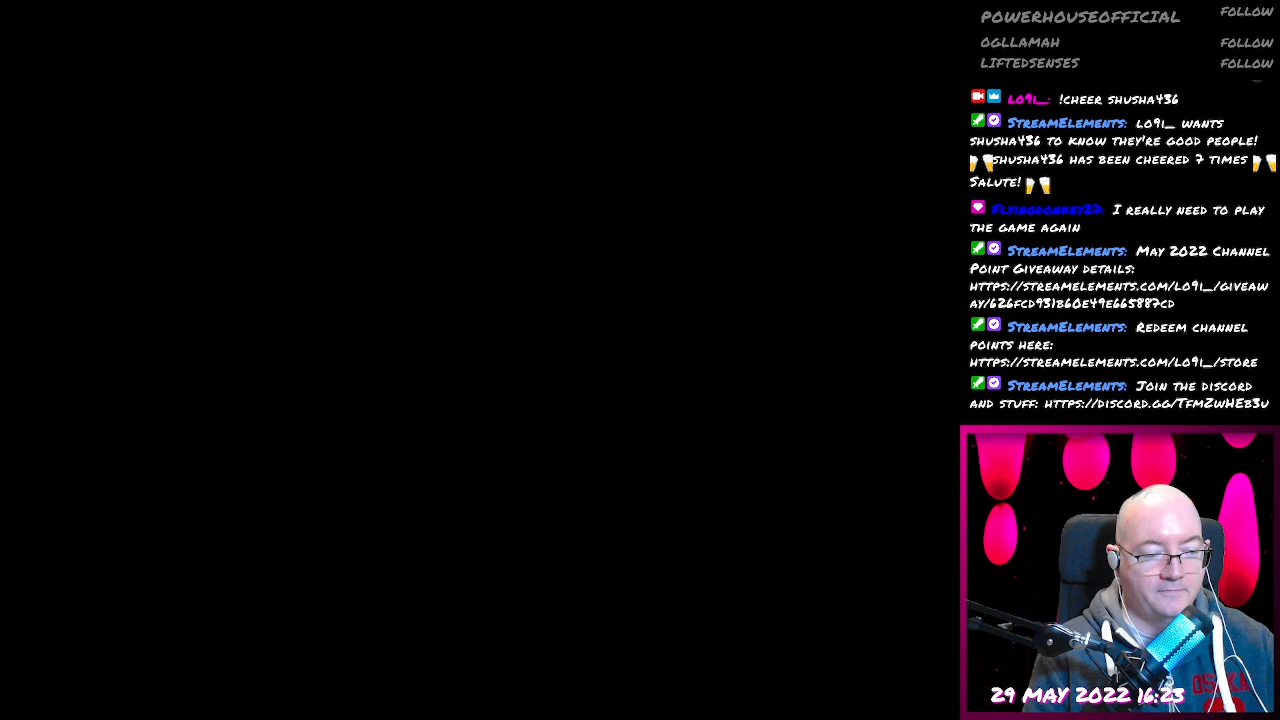 POWERHOUSEOFFICIAL FOLLOW
OGLLAMAH FOLLOW
LIFTEDSENSES FOLLOW
LO9I_: !CHEER SHUSHA436
STREAMELEMENTS: LO9I_ WANTS
SHUSHA436 TO KNOW THEY'RE GOOD PEOPLE!
SHUSHA436 HAS BEEN CHEERED 7 TIMES
SALUTE!
FLYINGDONKEY27: I REALLY NEED TO PLAY
THE GAME AGAIN
STREAMELEMENTS: MAY 2022 CHANNEL
POINT GIVEAWAY DETAILS:
HTTPS://STREAMELEMENTS.COM/LO9I_/GIVEAW
AY/626FCD931B60E49E665887CD
STREAMELEMENTS: REDEEM CHANNEL
POINTS HERE:
HTTPS://STREAMELEMENTS.COM/LO9I_/STORE
STREAMELEMENTS: JOIN THE DISCORD
AND STUFF: HTTPS://DISCORD.GG/TFMZWHEB3U
29 MAY 2022 16:23